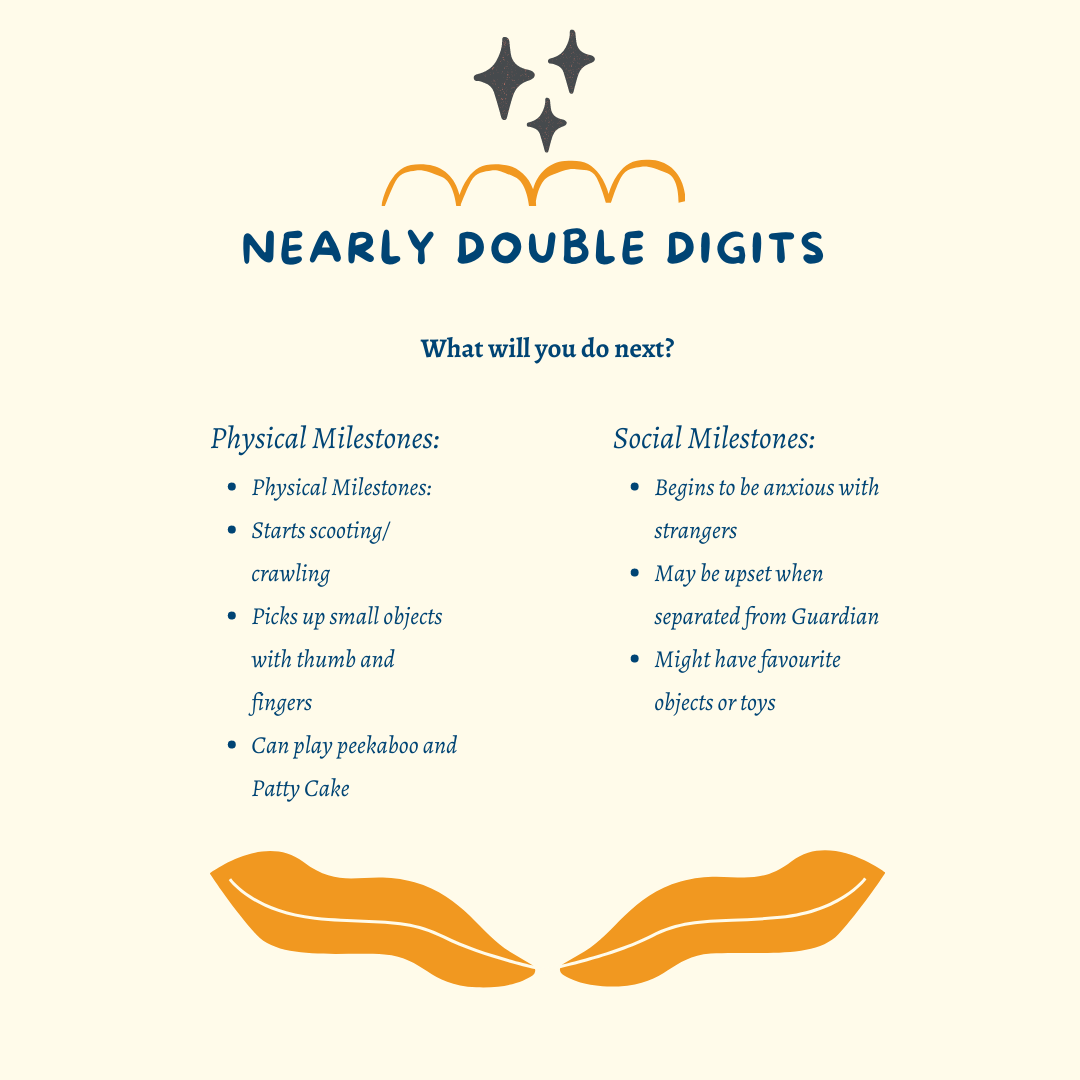 NEARLY DOUBLE DIGITS
What will you do next?
Physical Milestones:
• Physical Milestones:
• Starts scooting/
crawling
• Picks up small objects
with thumb and
fingers
• Can play peekaboo and
Patty Cake
Social Milestones:
• Begins to be anxious with
strangers
• May be upset when
separated from Guardian
• Might have favourite
objects or toys